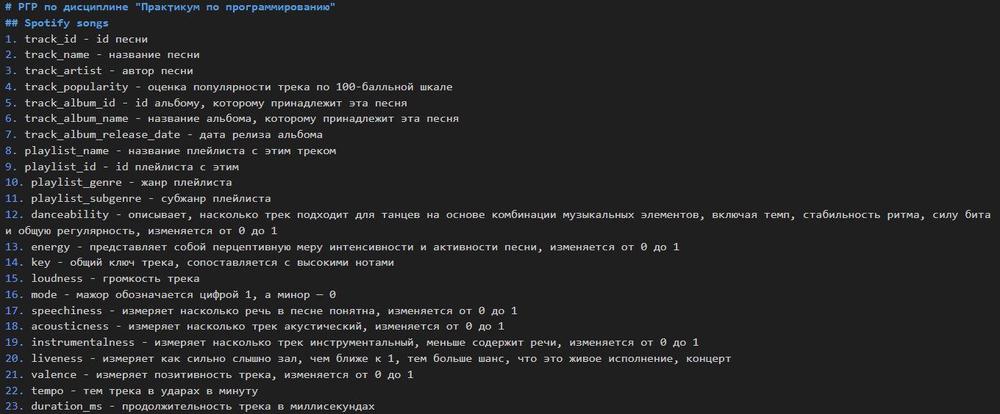 # РГР по дисциплине "Практикум по программированию"
## Spotify songs
1. track_id - id песни
2. track_name - название песни
3. track_artist - автор песни
4. track_popularity - оценка популярности трека по 100-балльной шкале
5. track_album_id - id альбому, которому принадлежит эта песня
6. track_album_name - название альбома, которому принадлежит эта песня
7. track_album_release_date - дата релиза альбома
8. playlist_name - название плейлиста с этим треком
9. playlist_id - id плейлиста с этим
10. playlist_genre - жанр плейлиста
11. playlist_subgenre - субжанр плейлиста
12. danceability - описывает, насколько трек подходит для танцев на основе комбинации музыкальных элементов, включая темп, стабильность ритма, силу бита
и общую регулярность, изменяется от 0 до 1
13. energy - представляет собой перцептивную меру интенсивности и активности песни, изменяется от 0 до 1
14. key - общий ключ трека, сопоставляется с высокими нотами
15. loudness - громкость трека
16. mode - мажор обозначается цифрой 1, а минор — 0
17. speechiness - измеряет насколько речь в песне понятна, изменяется от 0 до 1
18. acousticness - измеряет насколько трек акустический, изменяется от 0 до 1
19. instrumentalness - измеряет насколько трек инструментальный, меньше содержит речи, изменяется от 0 до 1
20. liveness - измеряет как сильно слышно зал, чем ближе к 1, тем больше шанс, что это живое исполнение, концерт
21. valence - измеряет позитивность трека, изменяется от 0 до 1
22. tempo - тем трека в ударах в минуту
23. duration_ms - продолжительность трека в миллисекундах